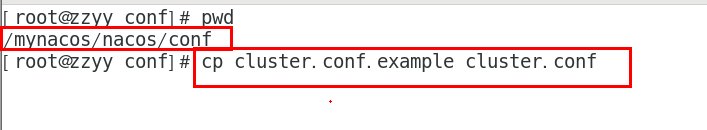 [root@zzyy conf]# pwd
/mynacos/nacos/conf
[root@zzyy conf]# cp cluster.conf.example cluster.conf